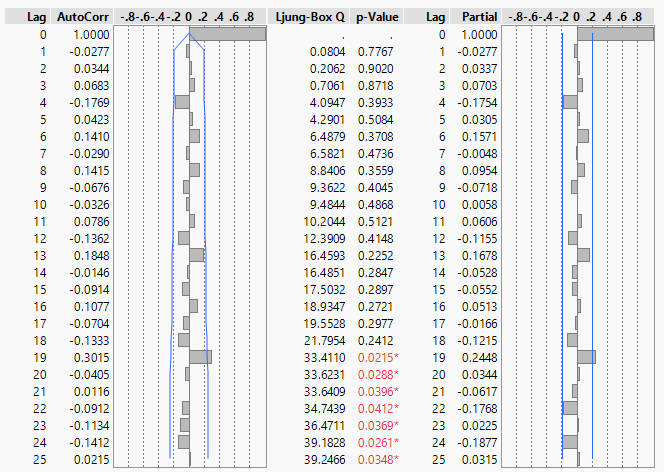 Lag AutoCorr -.8-.6-.4-.2 0 .2 .4 .6 .8 Ljung-Box Q p-Value Lag Partial -.8-.6-.4-.2 0 .2 .4 .6 .8
0 1.0000 . . 0 1.0000
1 -0.0277 0.0804 0.7767 1 -0.0277
2 0.0344 0.2062 0.9020 2 0.0337
3 0.0683 0.7061 0.8718 3 0.0703
4 -0.1769 4.0947 0.3933 4 -0.1754
5 0.0423 4.2901 0.5084 5 0.0305
6 0.1410 6.4879 0.3708 6 0.1571
7 -0.0290 6.5821 0.4736 7 -0.0048
8 0.1415 8.8406 0.3559 8 0.0954
9 -0.0676 9.3622 0.4045 9 -0.0718
10 -0.0326 9.4844 0.4868 10 0.0058
11 0.0786 10.2044 0.5121 11 0.0606
12 -0.1362 12.3909 0.4148 12 -0.1155
13 0.1848 16.4593 0.2252 13 0.1678
14 -0.0146 16.4851 0.2847 14 -0.0528
15 -0.0914 17.5032 0.2897 15 -0.0552
16 0.1077 18.9347 0.2721 16 0.0513
17 -0.0704 19.5528 0.2977 17 -0.0166
18 -0.1333 21.7954 0.2412 18 -0.1215
19 0.3015 33.4110 0.0215* 19 0.2448
20 -0.0405 33.6231 0.0288* 20 0.0344
21 0.0116 33.6409 0.0396* 21 -0.0617
22 -0.0912 34.7439 0.0412* 22 -0.1768
23 -0.1134 36.4711 0.0369* 23 0.0225
24 -0.1412 39.1828 0.0261* 24 -0.1877
25 0.0215 39.2466 0.0348* 25 0.0315